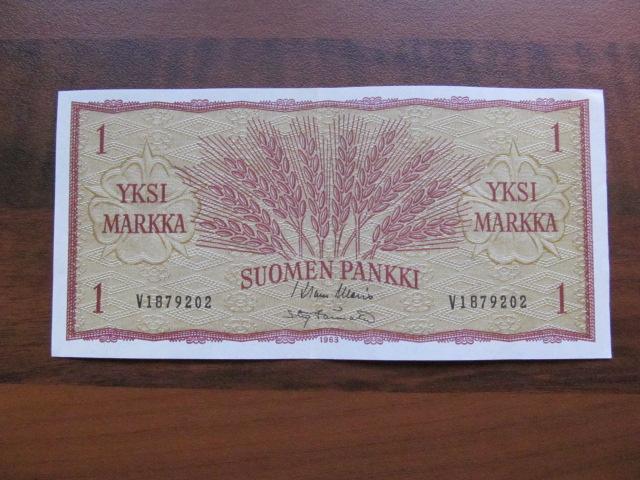 1 1
YKSI MARKKA
YKSI MARKKA
SUOMEN PANKKI
1 1
V1879202 V1879202
1963